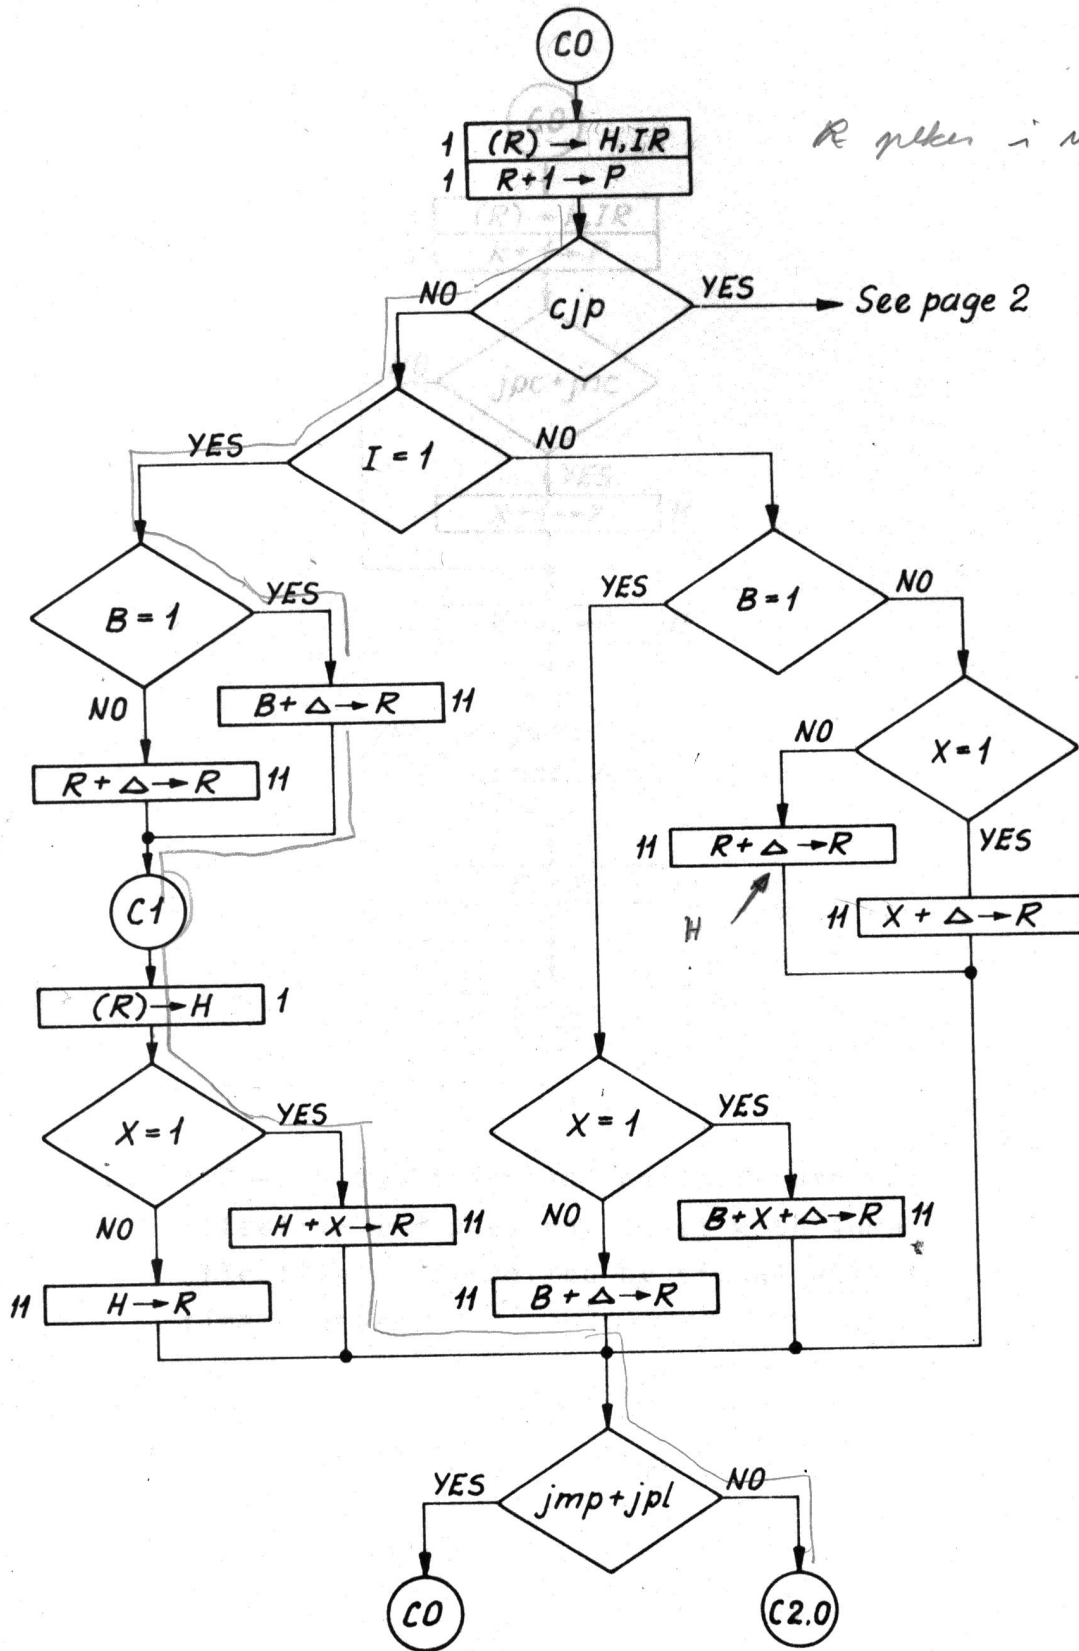 C0
1 (R) → H, IR
1 R+1 → P
R i
cjp
NO
YES
See page 2
I = 1
YES
NO
B = 1
YES
NO
B + △ → R 11
R + △ → R 11
B = 1
YES
NO
X = 1
NO
YES
11 R + △ → R
H
11 X + △ → R
C1
(R) → H 1
X = 1
YES
NO
H + X → R 11
11 H → R
X = 1
YES
NO
B + X + △ → R 11
11 B + △ → R
jmp + jpl
YES
NO
C0
C2.0